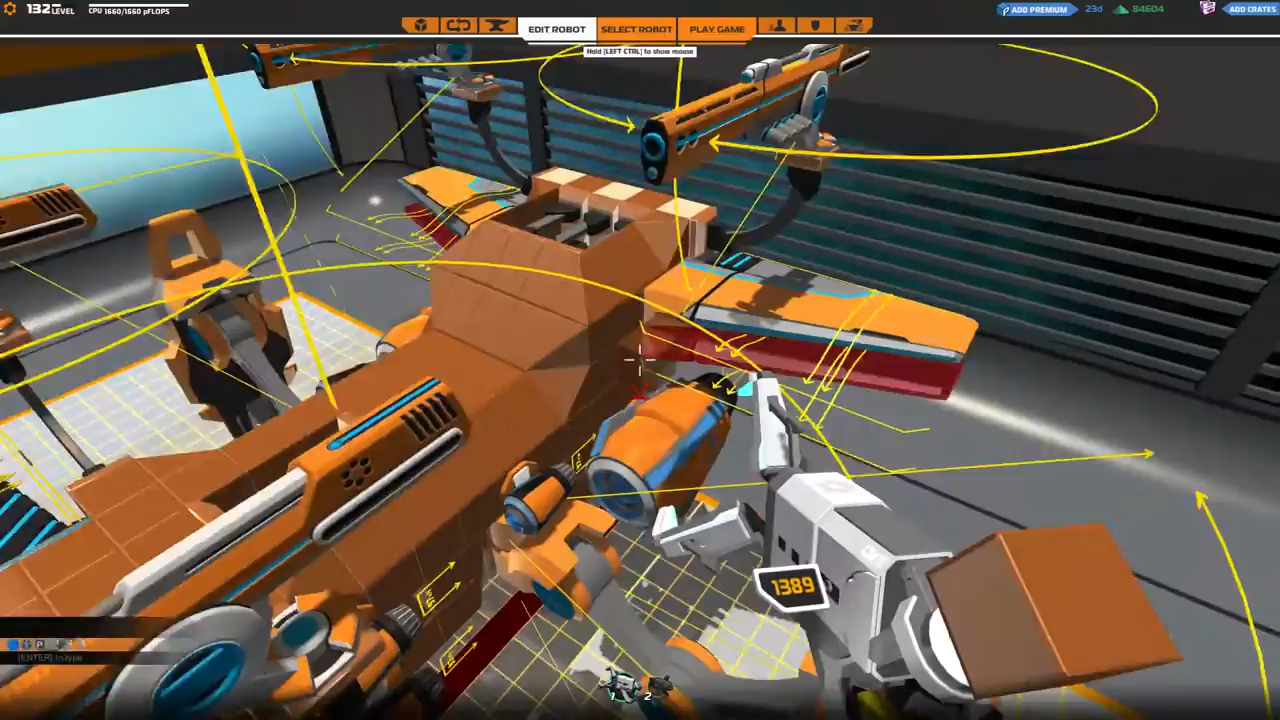 132 LEVEL
CPU 1660/1660 pFLOPS
EDIT ROBOT
SELECT ROBOT
PLAY GAME
ADD PREMIUM
23d
84604
ADD CRATES
Hold [LEFT CTRL] to show mouse
1389
[ENTER] to type
2